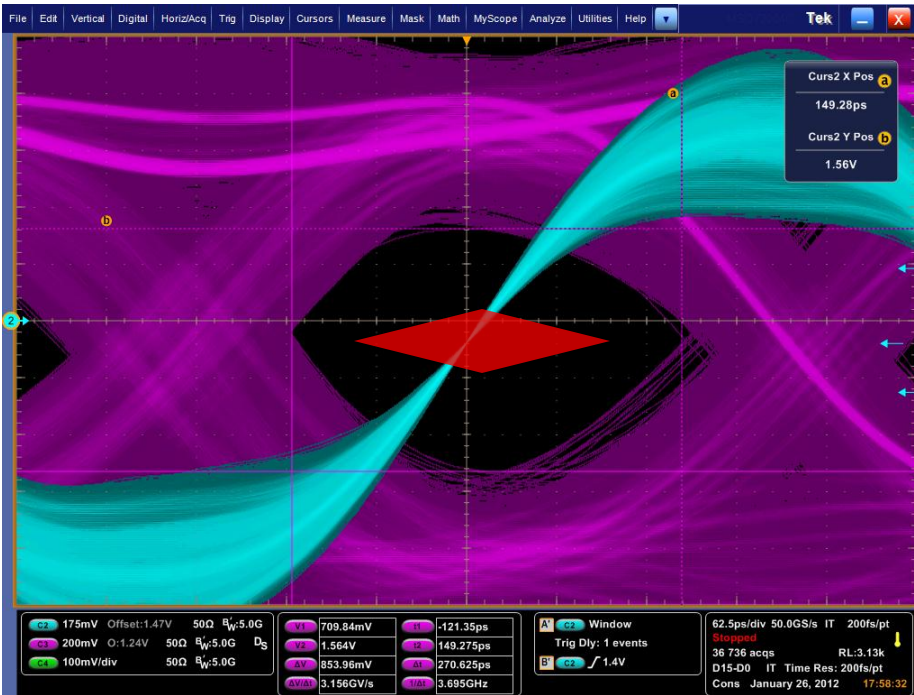 File Edit Vertical Digital Horiz/Acq Trig Display Cursors Measure Mask Math MyScope Analyze Utilities Help Tek X
a
Curs2 X Pos a
149.28ps
Curs2 Y Pos b
1.56V
b
2
C2 175mV Offset:1.47V 50Ω BW:5.0G
C3 200mV O:1.24V 50Ω BW:5.0G DS
C4 100mV/div 50Ω BW:5.0G
V1 709.84mV t1 -121.35ps
V2 1.564V t2 149.275ps
ΔV 853.96mV Δt 270.625ps
ΔV/Δt 3.156GV/s 1/Δt 3.695GHz
A' C2 Window
Trig Dly: 1 events
B' C2 1.4V
62.5ps/div 50.0GS/s IT 200fs/pt
Stopped
36 736 acqs RL:3.13k
D15-D0 IT Time Res: 200fs/pt
Cons January 26, 2012 17:58:32